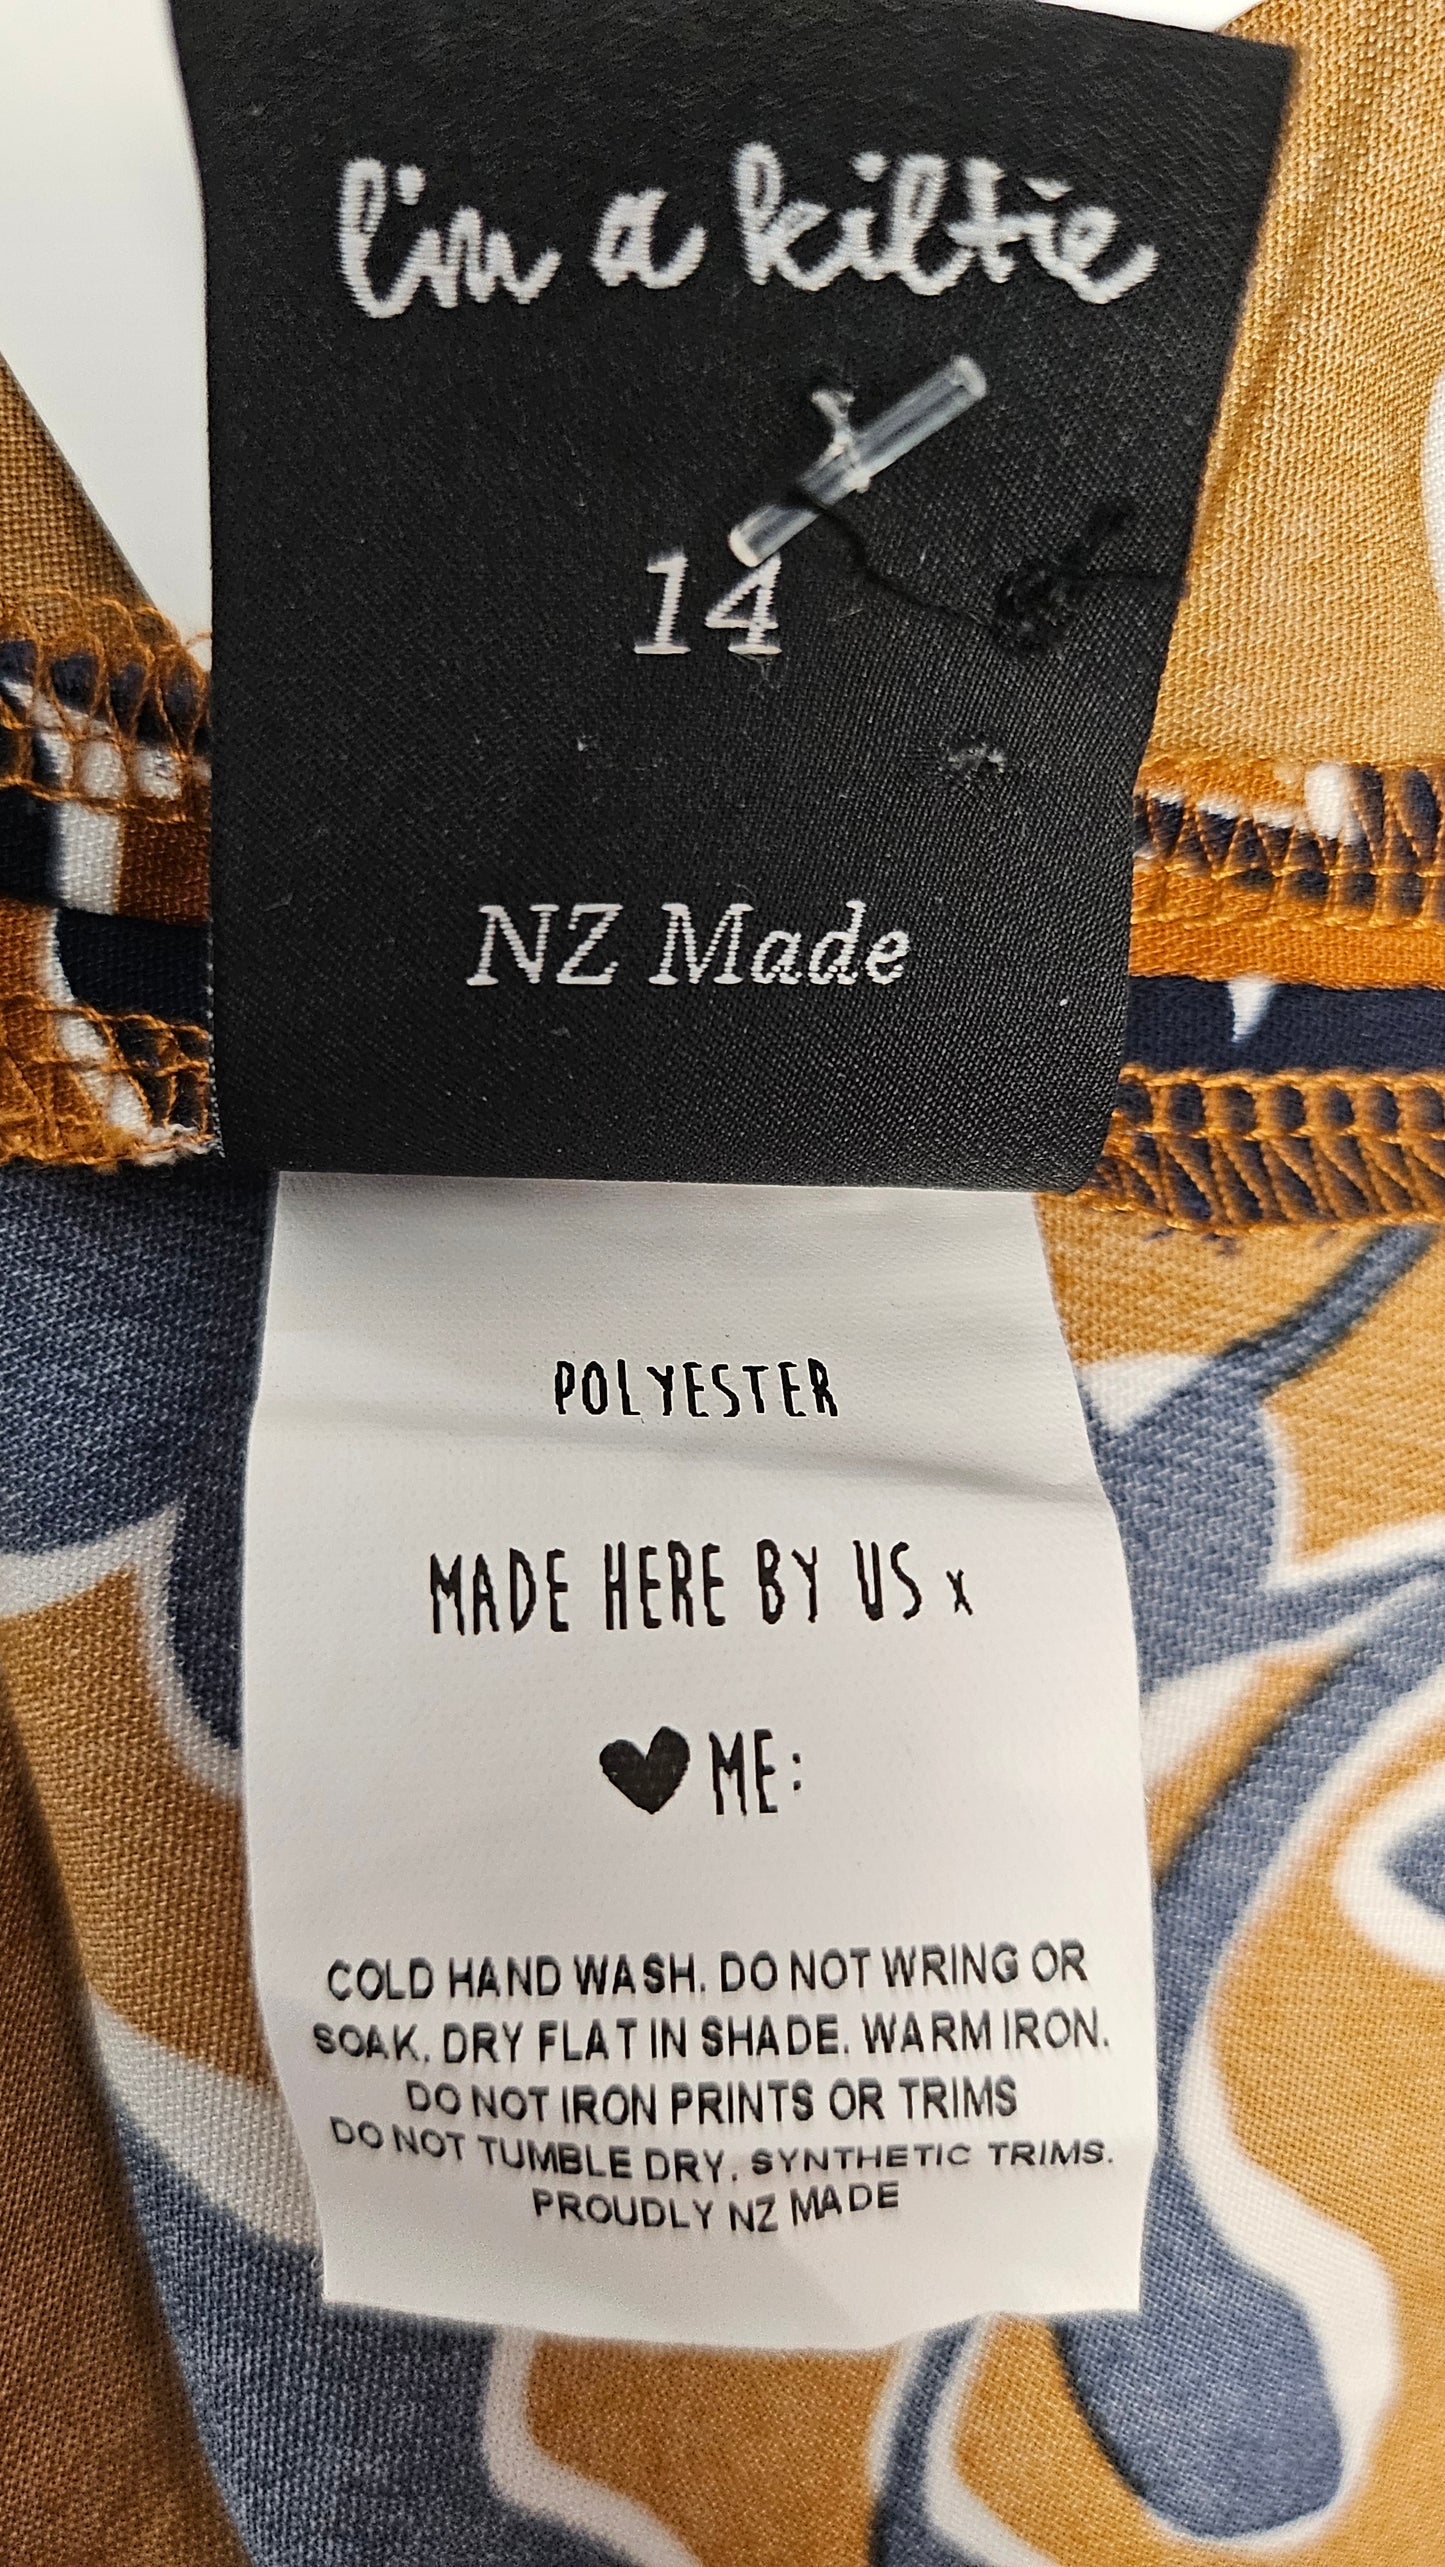 I'm a kiltie
14
NZ Made
POLYESTER
MADE HERE BY US x
♥ ME:
COLD HAND WASH. DO NOT WRING OR
SOAK. DRY FLAT IN SHADE. WARM IRON.
DO NOT IRON PRINTS OR TRIMS
DO NOT TUMBLE DRY. SYNTHETIC TRIMS.
PROUDLY NZ MADE